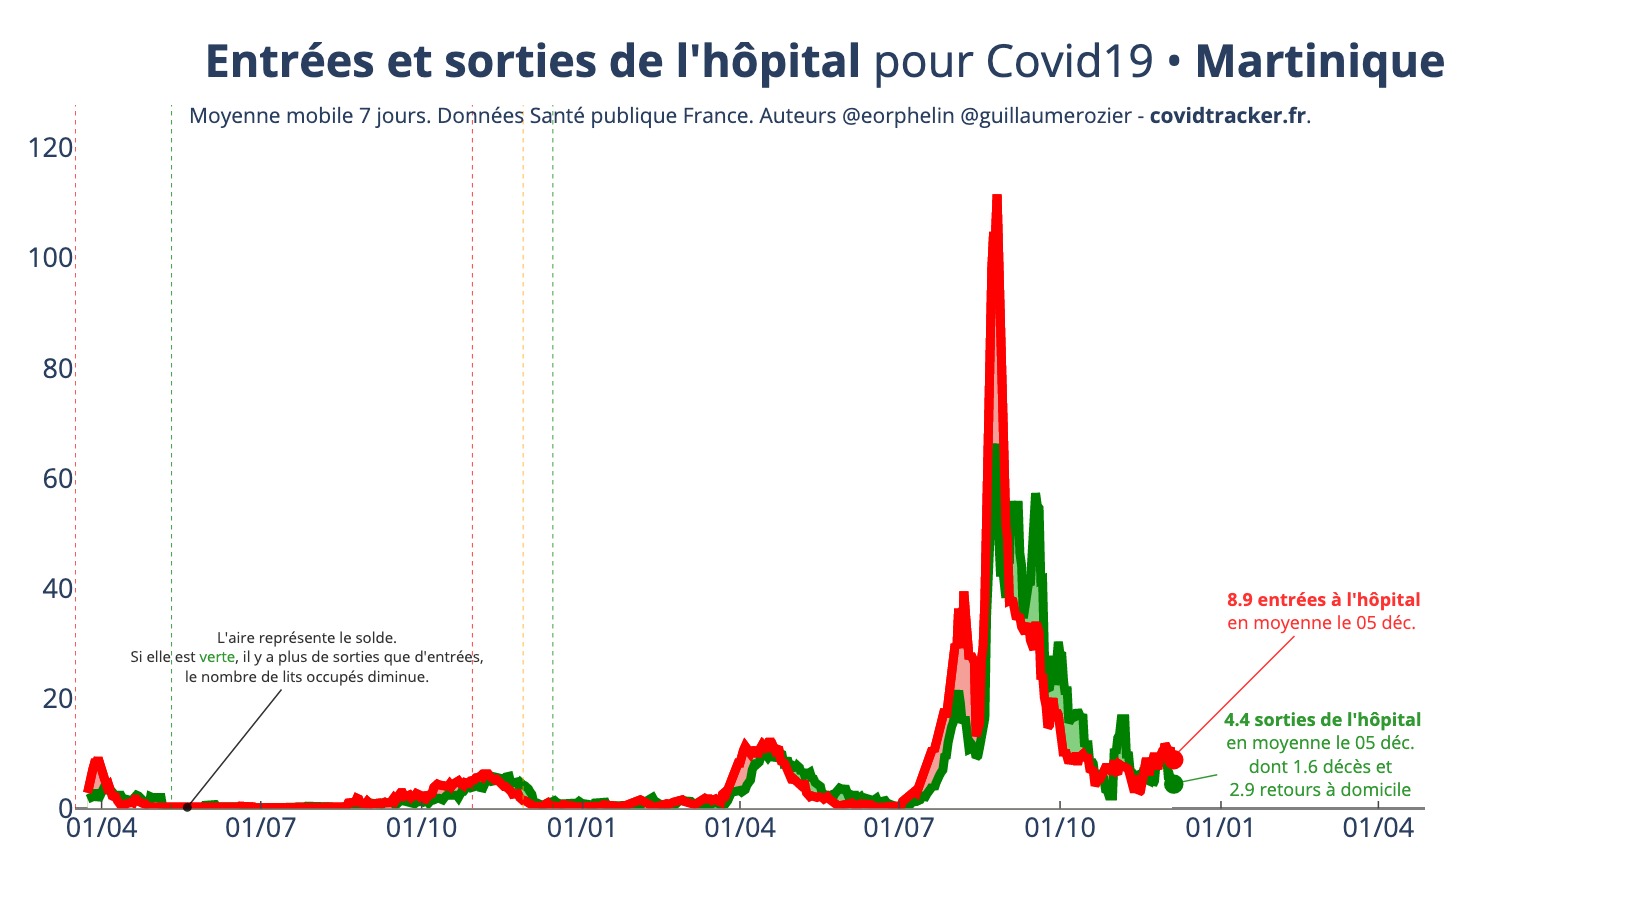 Entrées et sorties de l'hôpital pour Covid19 • Martinique
Moyenne mobile 7 jours. Données Santé publique France. Auteurs @eorphelin @guillaumerozier - covidtracker.fr.
120
100
80
60
40
20
0
L'aire représente le solde.
Si elle est verte, il y a plus de sorties que d'entrées,
le nombre de lits occupés diminue.
8.9 entrées à l'hôpital
en moyenne le 05 déc.
4.4 sorties de l'hôpital
en moyenne le 05 déc.
dont 1.6 décès et
2.9 retours à domicile
01/04
01/07
01/10
01/01
01/04
01/07
01/10
01/01
01/04